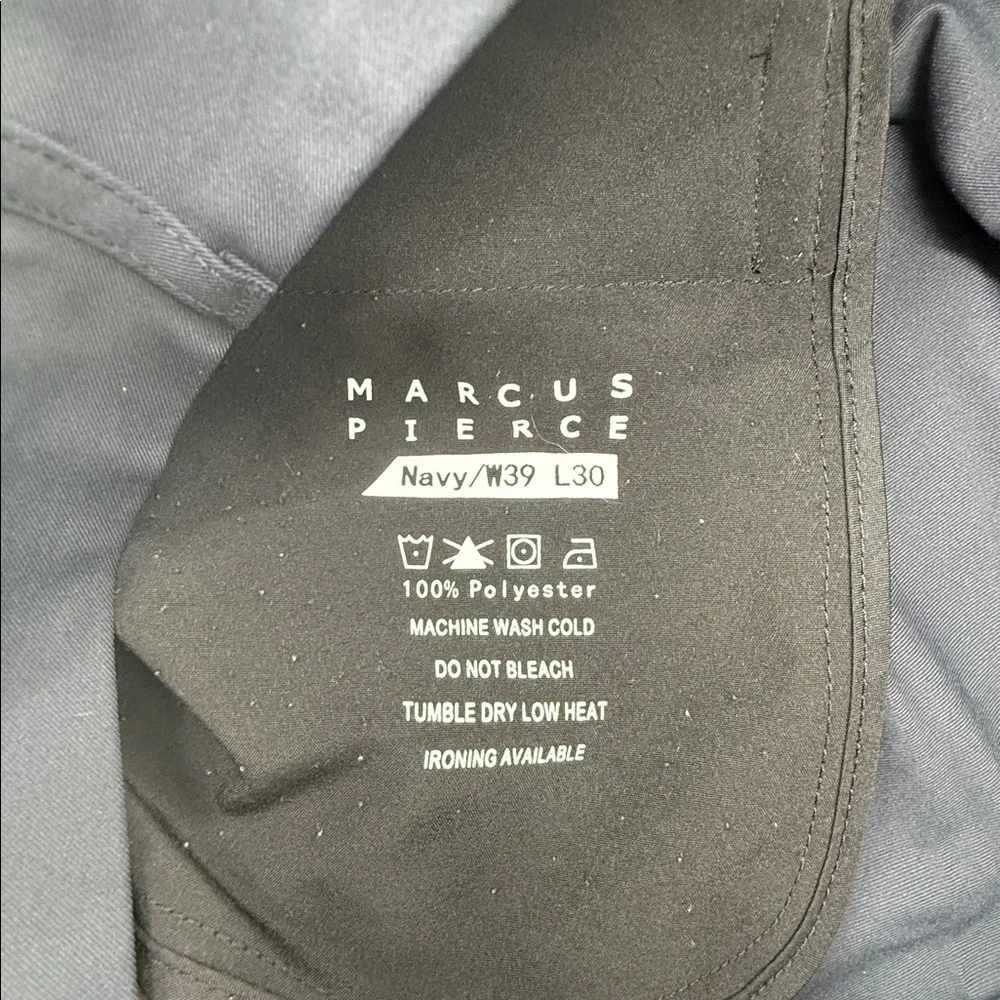 MARCUS
PIERCE
Navy/W39 L30
100% Polyester
MACHINE WASH COLD
DO NOT BLEACH
TUMBLE DRY LOW HEAT
IRONING AVAILABLE